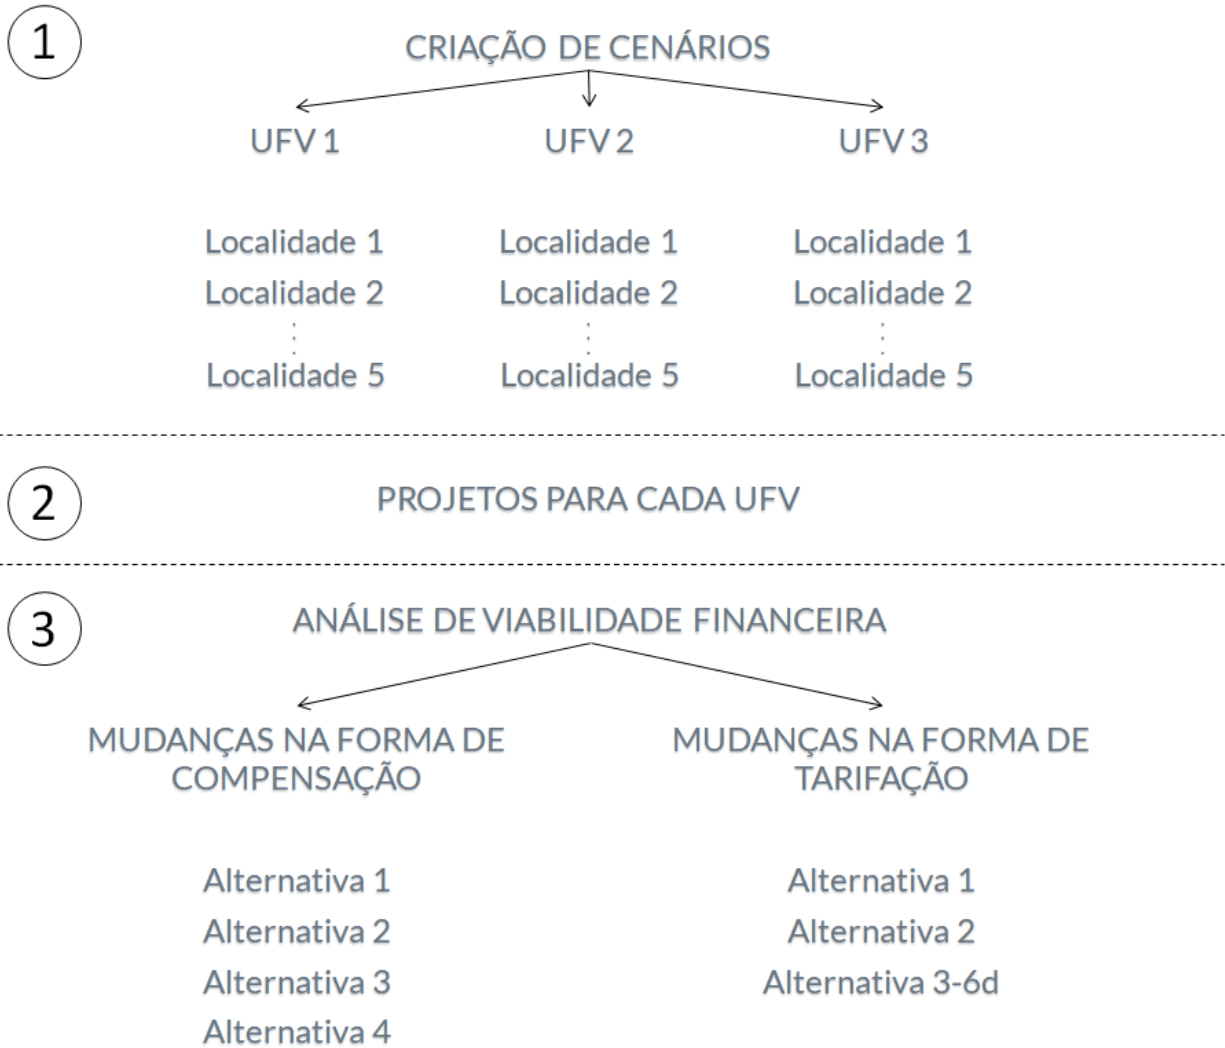 1
CRIAÇÃO DE CENÁRIOS
UFV 1 UFV 2 UFV 3
Localidade 1 Localidade 1 Localidade 1
Localidade 2 Localidade 2 Localidade 2
Localidade 5 Localidade 5 Localidade 5
2
PROJETOS PARA CADA UFV
3
ANÁLISE DE VIABILIDADE FINANCEIRA
MUDANÇAS NA FORMA DE
COMPENSAÇÃO
Alternativa 1
Alternativa 2
Alternativa 3
Alternativa 4
MUDANÇAS NA FORMA DE
TARIFAÇÃO
Alternativa 1
Alternativa 2
Alternativa 3-6d